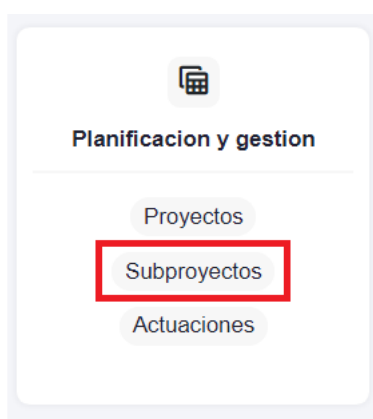 Planificacion y gestion
Proyectos
Subproyectos
Actuaciones